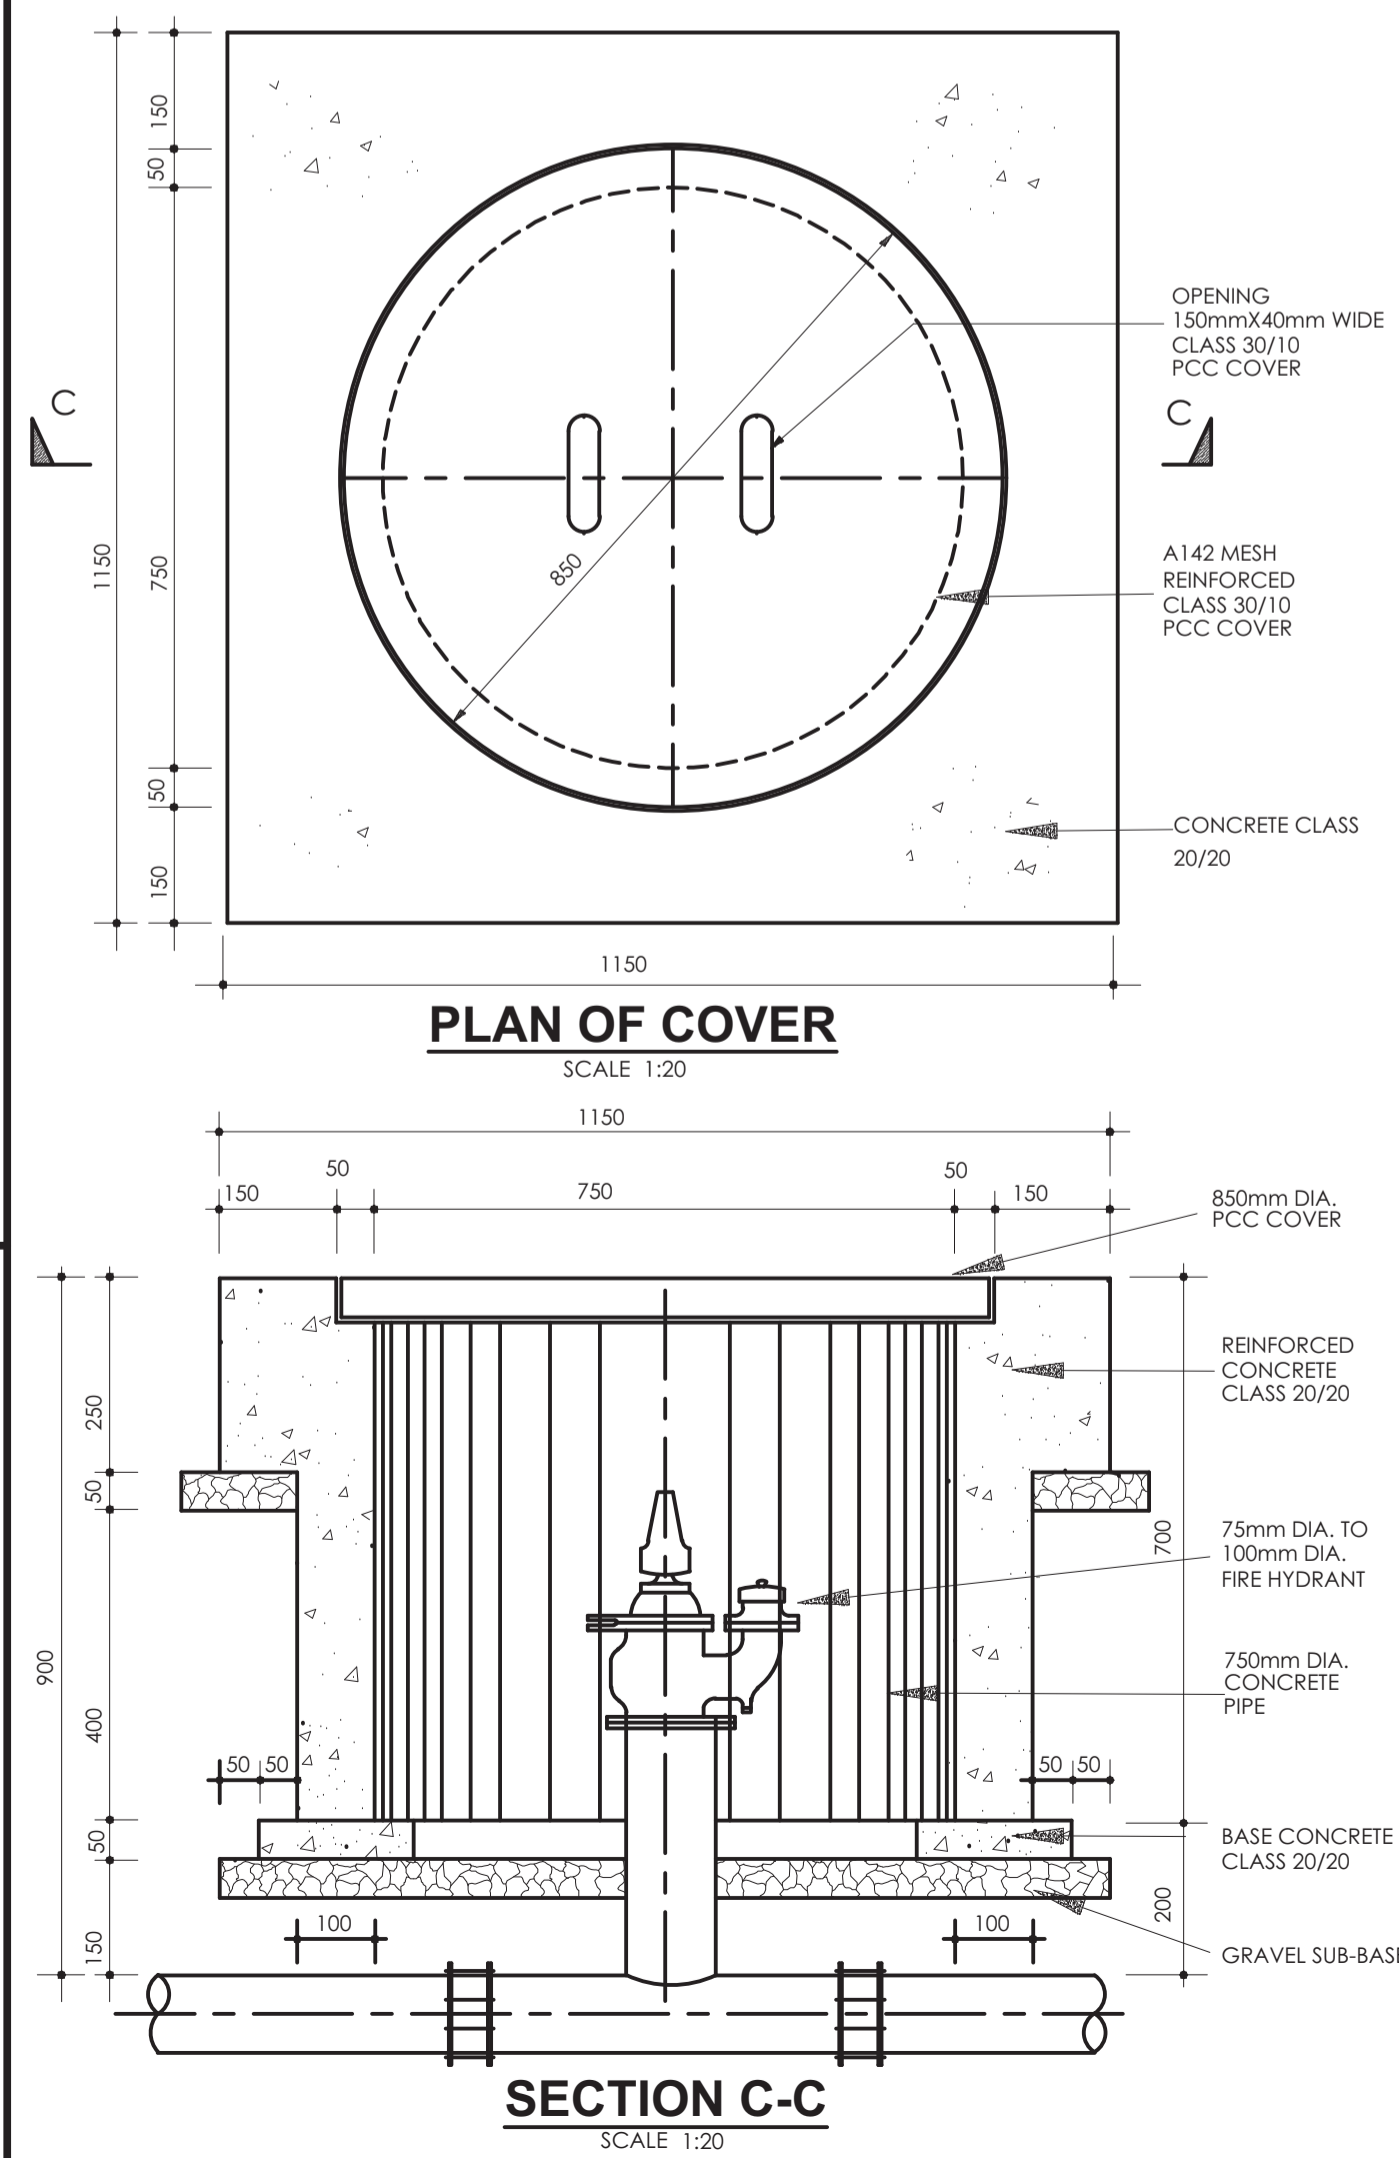 150
50
OPENING
150mmX40mm WIDE
CLASS 30/10
PCC COVER
C
C
1150
750
850
A142 MESH
REINFORCED
CLASS 30/10
PCC COVER
50
150
CONCRETE CLASS
20/20
1150
PLAN OF COVER
SCALE 1:20
1150
50
50
150
750
150
850mm DIA.
PCC COVER
REINFORCED
CONCRETE
CLASS 20/20
250
50
700
75mm DIA. TO
100mm DIA.
FIRE HYDRANT
900
750mm DIA.
CONCRETE
PIPE
400
50 50
50 50
50
BASE CONCRETE
CLASS 20/20
200
100
100
150
GRAVEL SUB-BASE
SECTION C-C
SCALE 1:20